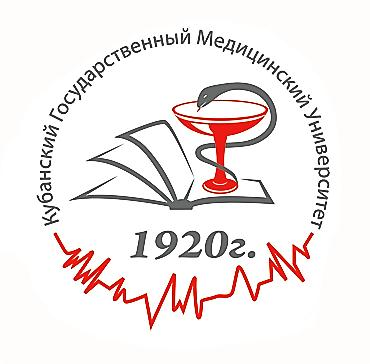 Кубанский Государственный Медицинский Университет
1920г.